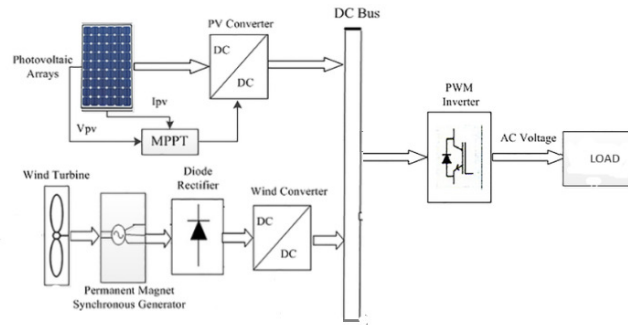 DC Bus
PV Converter
DC
DC
Photovoltaic
Arrays
Ipv
Vpv
MPPT
PWM
Inverter
AC Voltage
LOAD
Wind Turbine
Diode
Rectifier
Wind Converter
DC
DC
Permanent Magnet
Synchronous Generator